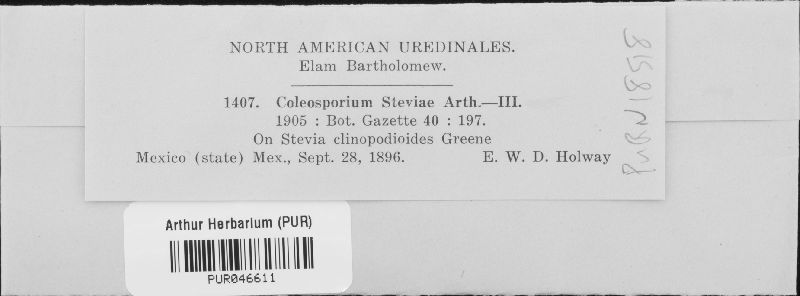 NORTH AMERICAN UREDINALES.
Elam Bartholomew.
1407. Coleosporium Steviae Arth.—III.
1905 : Bot. Gazette 40 : 197.
On Stevia clinopodioides Greene
Mexico (state) Mex., Sept. 28, 1896. E. W. D. Holway
PURN18518
Arthur Herbarium (PUR)
PUR046611